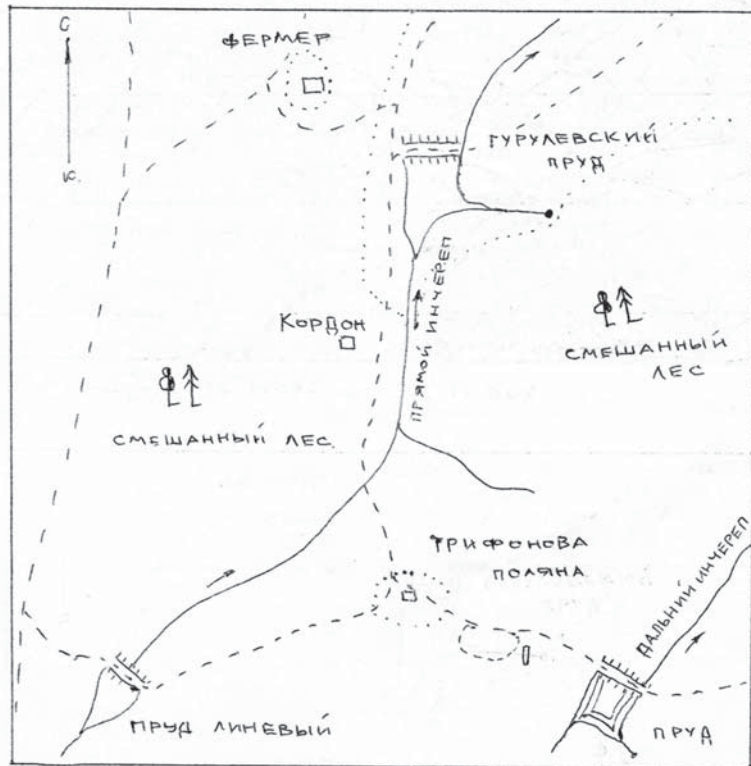 С
ФЕРМЕР
ГУРУЛЕВСКИЙ
ПРУД
Ю.
КОРДОН
ПРЯМОЙ ИНЧЕРЕП
СМЕШАННЫЙ
ЛЕС
СМЕШАННЫЙ ЛЕС.
ТРИФОНОВА
ПОЛЯНА
ДАЛЬНИЙ ИНЧЕРЕП
ПРУД ЛИНЕВЫЙ
ПРУД